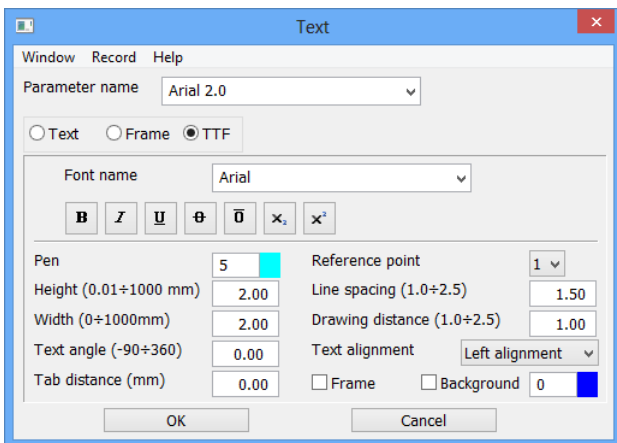 Text
Window Record Help
Parameter name Arial 2.0
Text Frame TTF
Font name Arial
B I U O O x₂ x²
Pen 5 Reference point 1
Height (0.01÷1000 mm) 2.00 Line spacing (1.0÷2.5) 1.50
Width (0÷1000mm) 2.00 Drawing distance (1.0÷2.5) 1.00
Text angle (-90÷360) 0.00 Text alignment Left alignment
Tab distance (mm) 0.00 Frame Background 0
OK Cancel